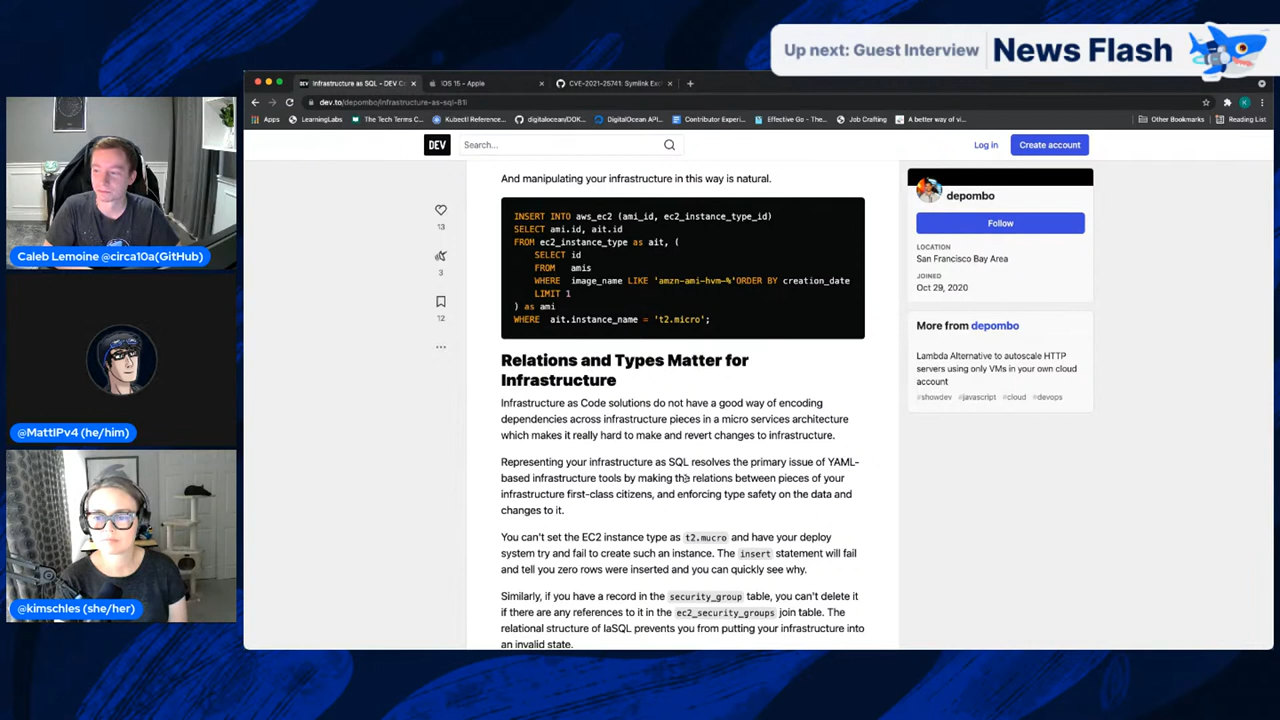 Up next: Guest Interview
News Flash
Infrastructure as SQL - DEV C
iOS 15 - Apple
CVE-2021-25741: Symlink Exc
dev.to/depombo/infrastructure-as-sql-81i
Apps
LearningLabs
The Tech Terms C...
Kubectl Reference...
digitalocean/DOK...
DigitalOcean API...
Contributor Experi...
Effective Go - The...
Job Crafting
A better way of vi...
Other Bookmarks
Reading List
DEV
Search...
Log in
Create account
And manipulating your infrastructure in this way is natural.
INSERT INTO aws_ec2 (ami_id, ec2_instance_type_id)
SELECT ami.id, ait.id
FROM ec2_instance_type as ait, (
SELECT id
FROM amis
WHERE image_name LIKE 'amzn-ami-hvm-%'ORDER BY creation_date
LIMIT 1
) as ami
WHERE ait.instance_name = 't2.micro';
13
3
12
Relations and Types Matter for
Infrastructure
Infrastructure as Code solutions do not have a good way of encoding
dependencies across infrastructure pieces in a micro services architecture
which makes it really hard to make and revert changes to infrastructure.
Representing your infrastructure as SQL resolves the primary issue of YAML-
based infrastructure tools by making the relations between pieces of your
infrastructure first-class citizens, and enforcing type safety on the data and
changes to it.
You can't set the EC2 instance type as t2.mucro and have your deploy
system try and fail to create such an instance. The insert statement will fail
and tell you zero rows were inserted and you can quickly see why.
Similarly, if you have a record in the security_group table, you can't delete it
if there are any references to it in the ec2_security_groups join table. The
relational structure of IaSQL prevents you from putting your infrastructure into
an invalid state.
depombo
Follow
LOCATION
San Francisco Bay Area
JOINED
Oct 29, 2020
More from depombo
Lambda Alternative to autoscale HTTP
servers using only VMs in your own cloud
account
#showdev #javascript #cloud #devops
Caleb Lemoine @circa10a(GitHub)
@MattIPv4 (he/him)
@kimschles (she/her)